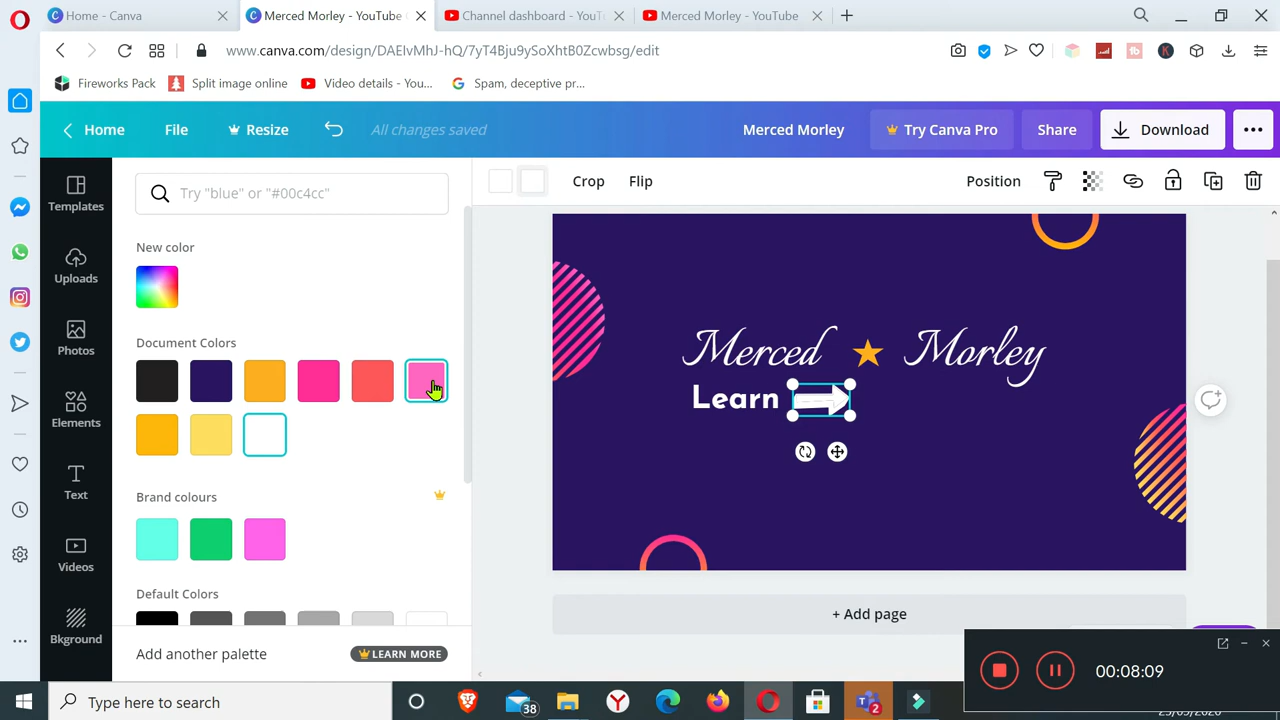 Home - Canva
Merced Morley - YouTube
Channel dashboard - YouT
Merced Morley - YouTube
www.canva.com/design/DAEIvMhJ-hQ/7yT4Bju9ySoXhtB0Zcwbsg/edit
Fireworks Pack
Split image online
Video details - You...
Spam, deceptive pr...
Home
File
Resize
All changes saved
Merced Morley
Try Canva Pro
Share
Download
Templates
Uploads
Photos
Elements
Text
Videos
Bkground
Try "blue" or "#00c4cc"
New color
Document Colors
Brand colours
Default Colors
Add another palette
LEARN MORE
Crop
Flip
Position
Merced Morley
Learn
+ Add page
00:08:09
Type here to search
38
2